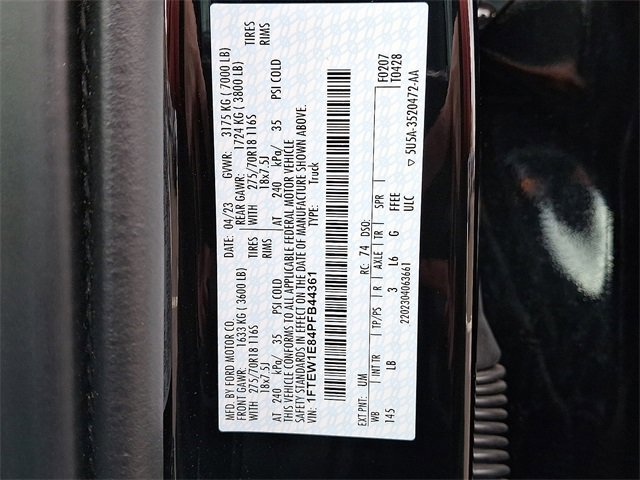 MFD. BY FORD MOTOR CO.
DATE: 04/23 GVWR: 3175 KG ( 7000 LB)
FRONT GAWR: 1633 KG ( 3600 LB) REAR GAWR: 1724 KG ( 3800 LB)
WITH 275/70R18 116S TIRES WITH 275/70R18 116S TIRES
18x7.5J RIMS 18x7.5J RIMS
AT 240 kPa/ 35 PSI COLD AT 240 kPa/ 35 PSI COLD
THIS VEHICLE CONFORMS TO ALL APPLICABLE FEDERAL MOTOR VEHICLE
SAFETY STANDARDS IN EFFECT ON THE DATE OF MANUFACTURE SHOWN ABOVE.
VIN: 1FTEW1E84PFB44361 TYPE: Truck
F0207
T0428
EXT PNT: UM RC: 74 DSO:
WB INT TR TP/PS R AXLE TR SPR
145 LB 3 L6 G FFEE
ULC
2202304063661
▽ 5U5A-3520472-AA